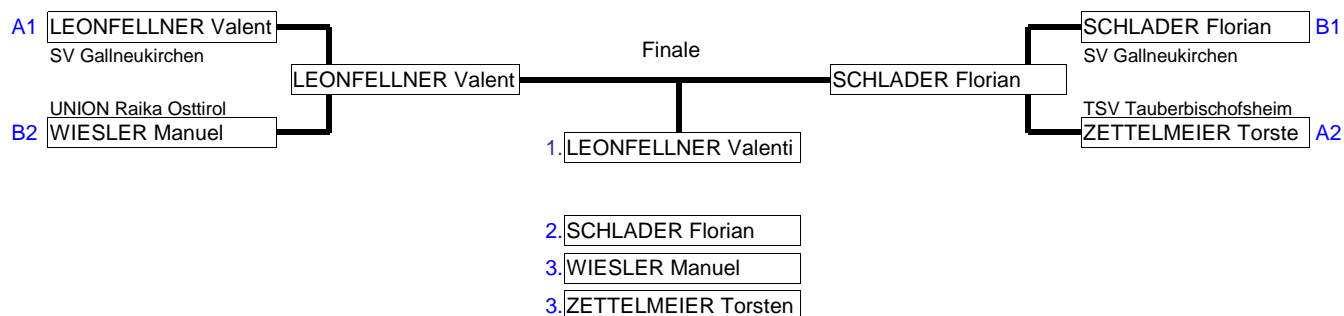 A1 LEONFELLNER Valent
SV Gallneukirchen
UNION Raika Osttirol
B2 WIESLER Manuel
LEONFELLNER Valent
Finale
SCHLADER Florian
SCHLADER Florian B1
SV Gallneukirchen
TSV Tauberbischofsheim
ZETTELMEIER Torste A2
1. LEONFELLNER Valenti
2. SCHLADER Florian
3. WIESLER Manuel
3. ZETTELMEIER Torsten